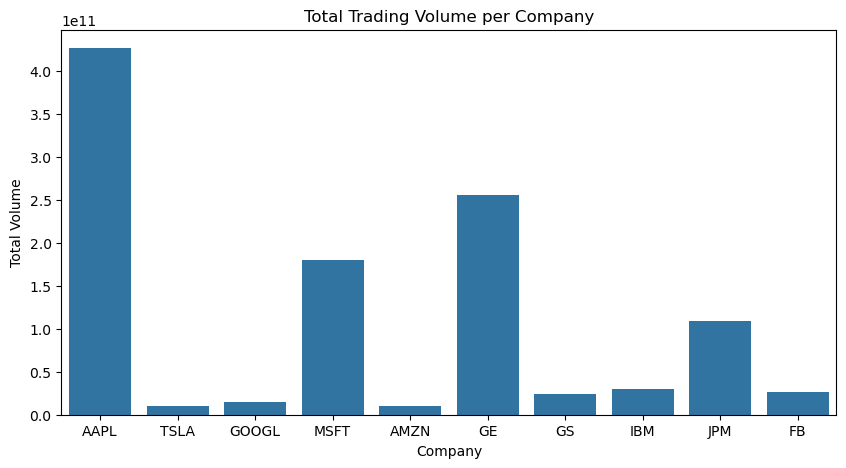 Total Trading Volume per Company
1e11
4.0
3.5
3.0
2.5
2.0
1.5
1.0
0.5
0.0
Total Volume
AAPL TSLA GOOGL MSFT AMZN GE GS IBM JPM FB
Company